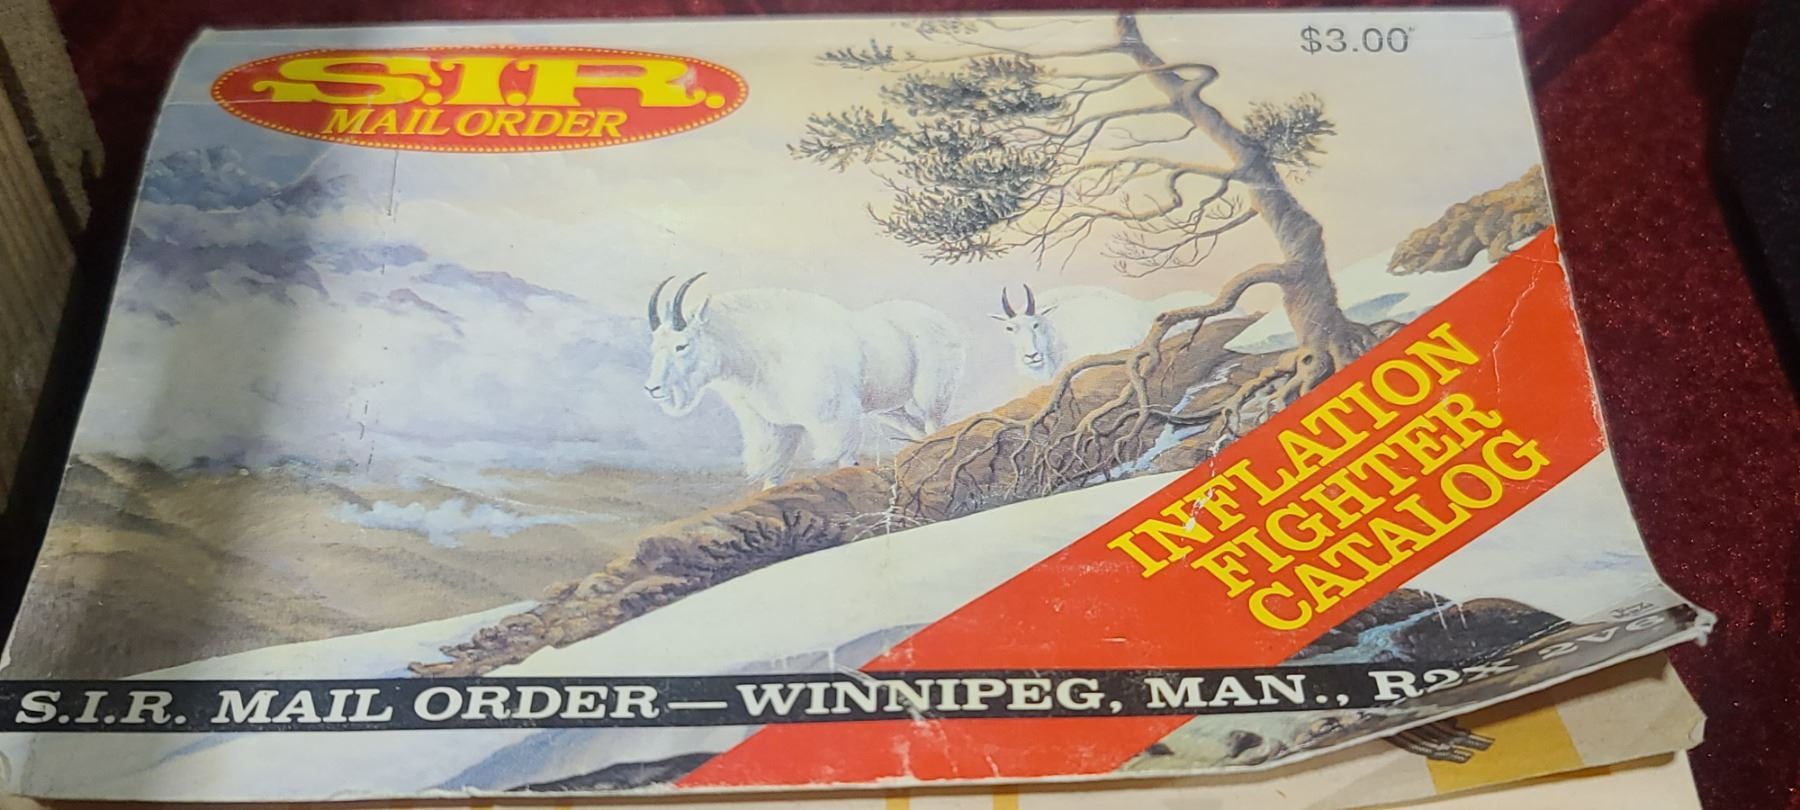 $3.00
S.I.R.
MAIL ORDER
INFLATION
FIGHTER
CATALOG
S.I.R. MAIL ORDER — WINNIPEG, MAN., R2X 2V6